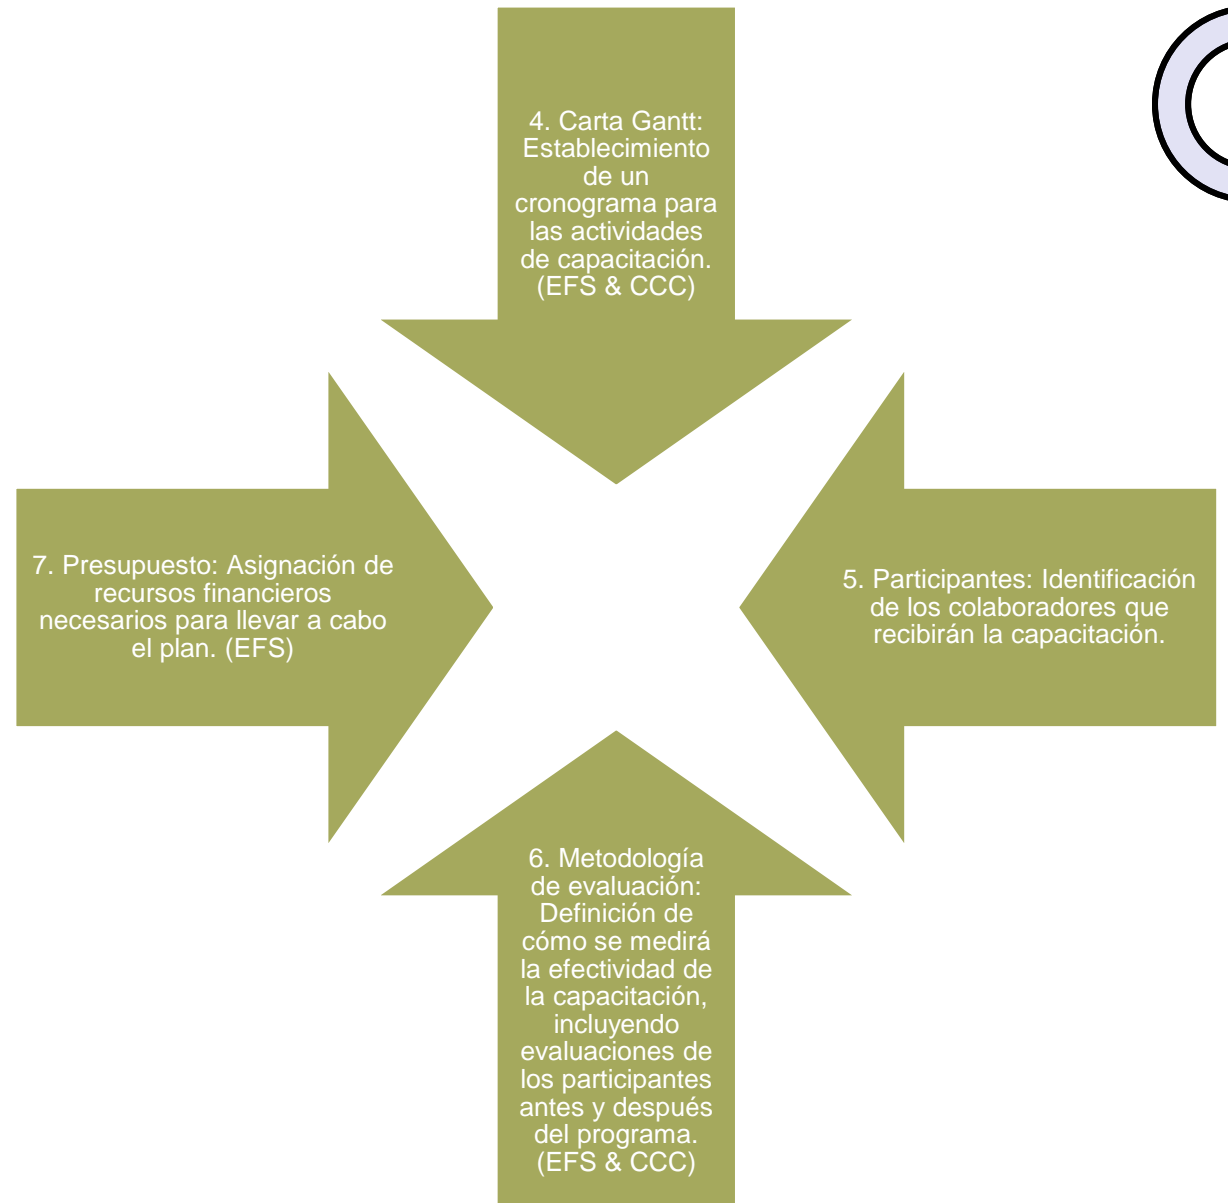 4. Carta Gantt:
Establecimiento
de un
cronograma para
las actividades
de capacitación.
(EFS & CCC)
7. Presupuesto: Asignación de
recursos financieros
necesarios para llevar a cabo
el plan. (EFS)
5. Participantes: Identificación
de los colaboradores que
recibirán la capacitación.
6. Metodología
de evaluación:
Definición de
cómo se medirá
la efectividad de
la capacitación,
incluyendo
evaluaciones de
los participantes
antes y después
del programa.
(EFS & CCC)